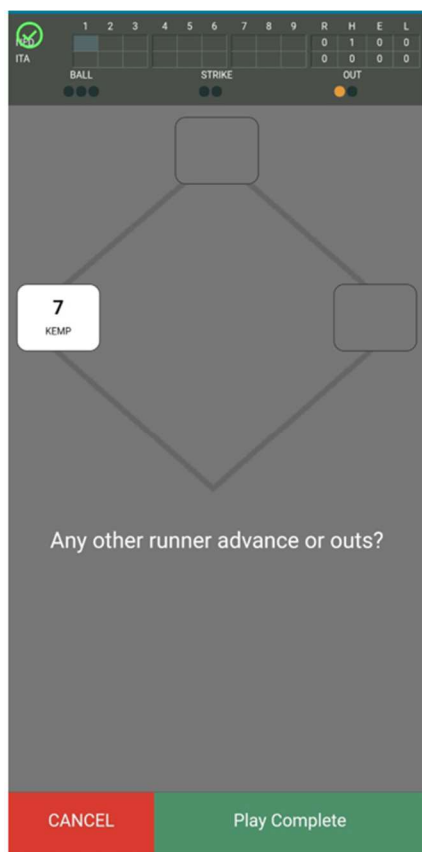 1 2 3 4 5 6 7 8 9 R H E L
0 1 0 0
ITA 0 0 0 0
BALL STRIKE OUT
7
KEMP
Any other runner advance or outs?
CANCEL Play Complete